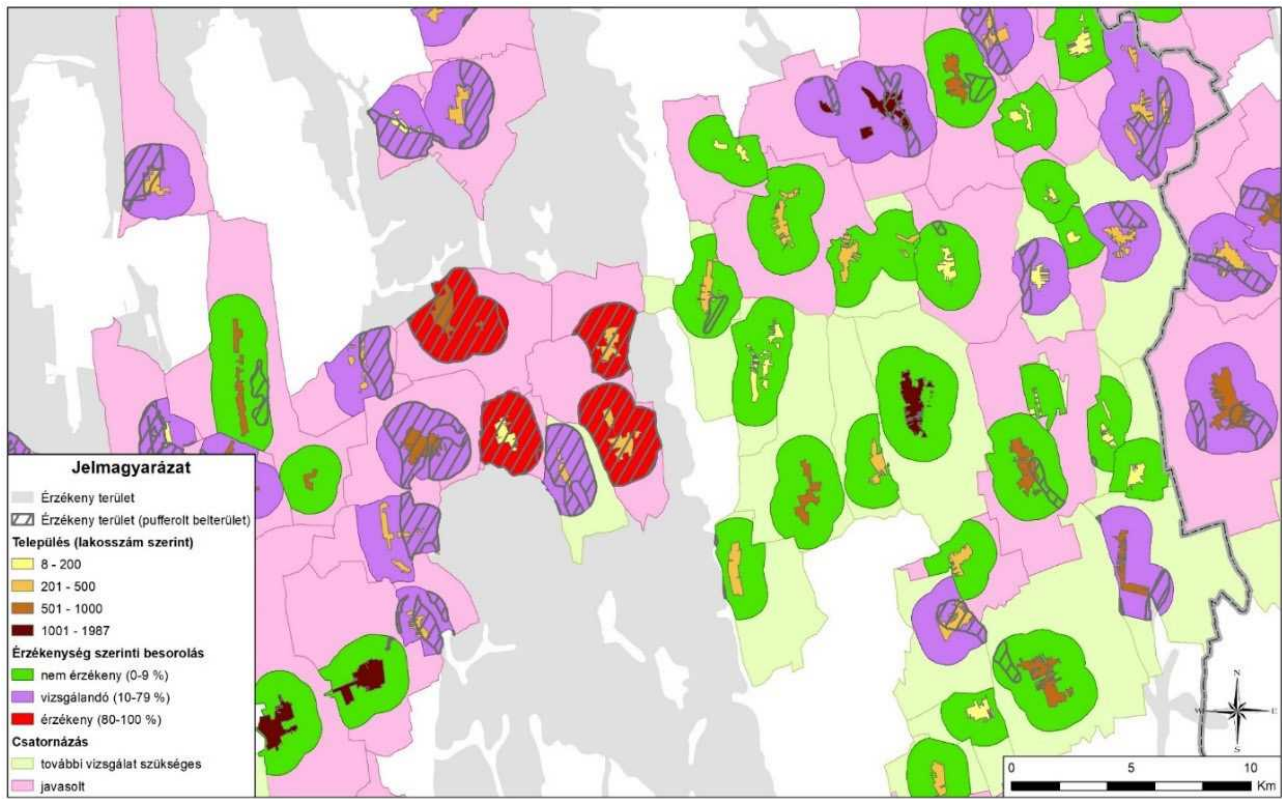 Jelmagyarázat
Érzékeny terület
Érzékeny terület (pufferolt belterület)
Település (lakosszám szerint)
8 - 200
201 - 500
501 - 1000
1001 - 1987
Érzékenység szerinti besorolás
nem érzékeny (0-9 %)
vizsgálandó (10-79 %)
érzékeny (80-100 %)
Csatornázás
további vizsgálat szükséges
javasolt
N
W E
S
0 5 10
Km